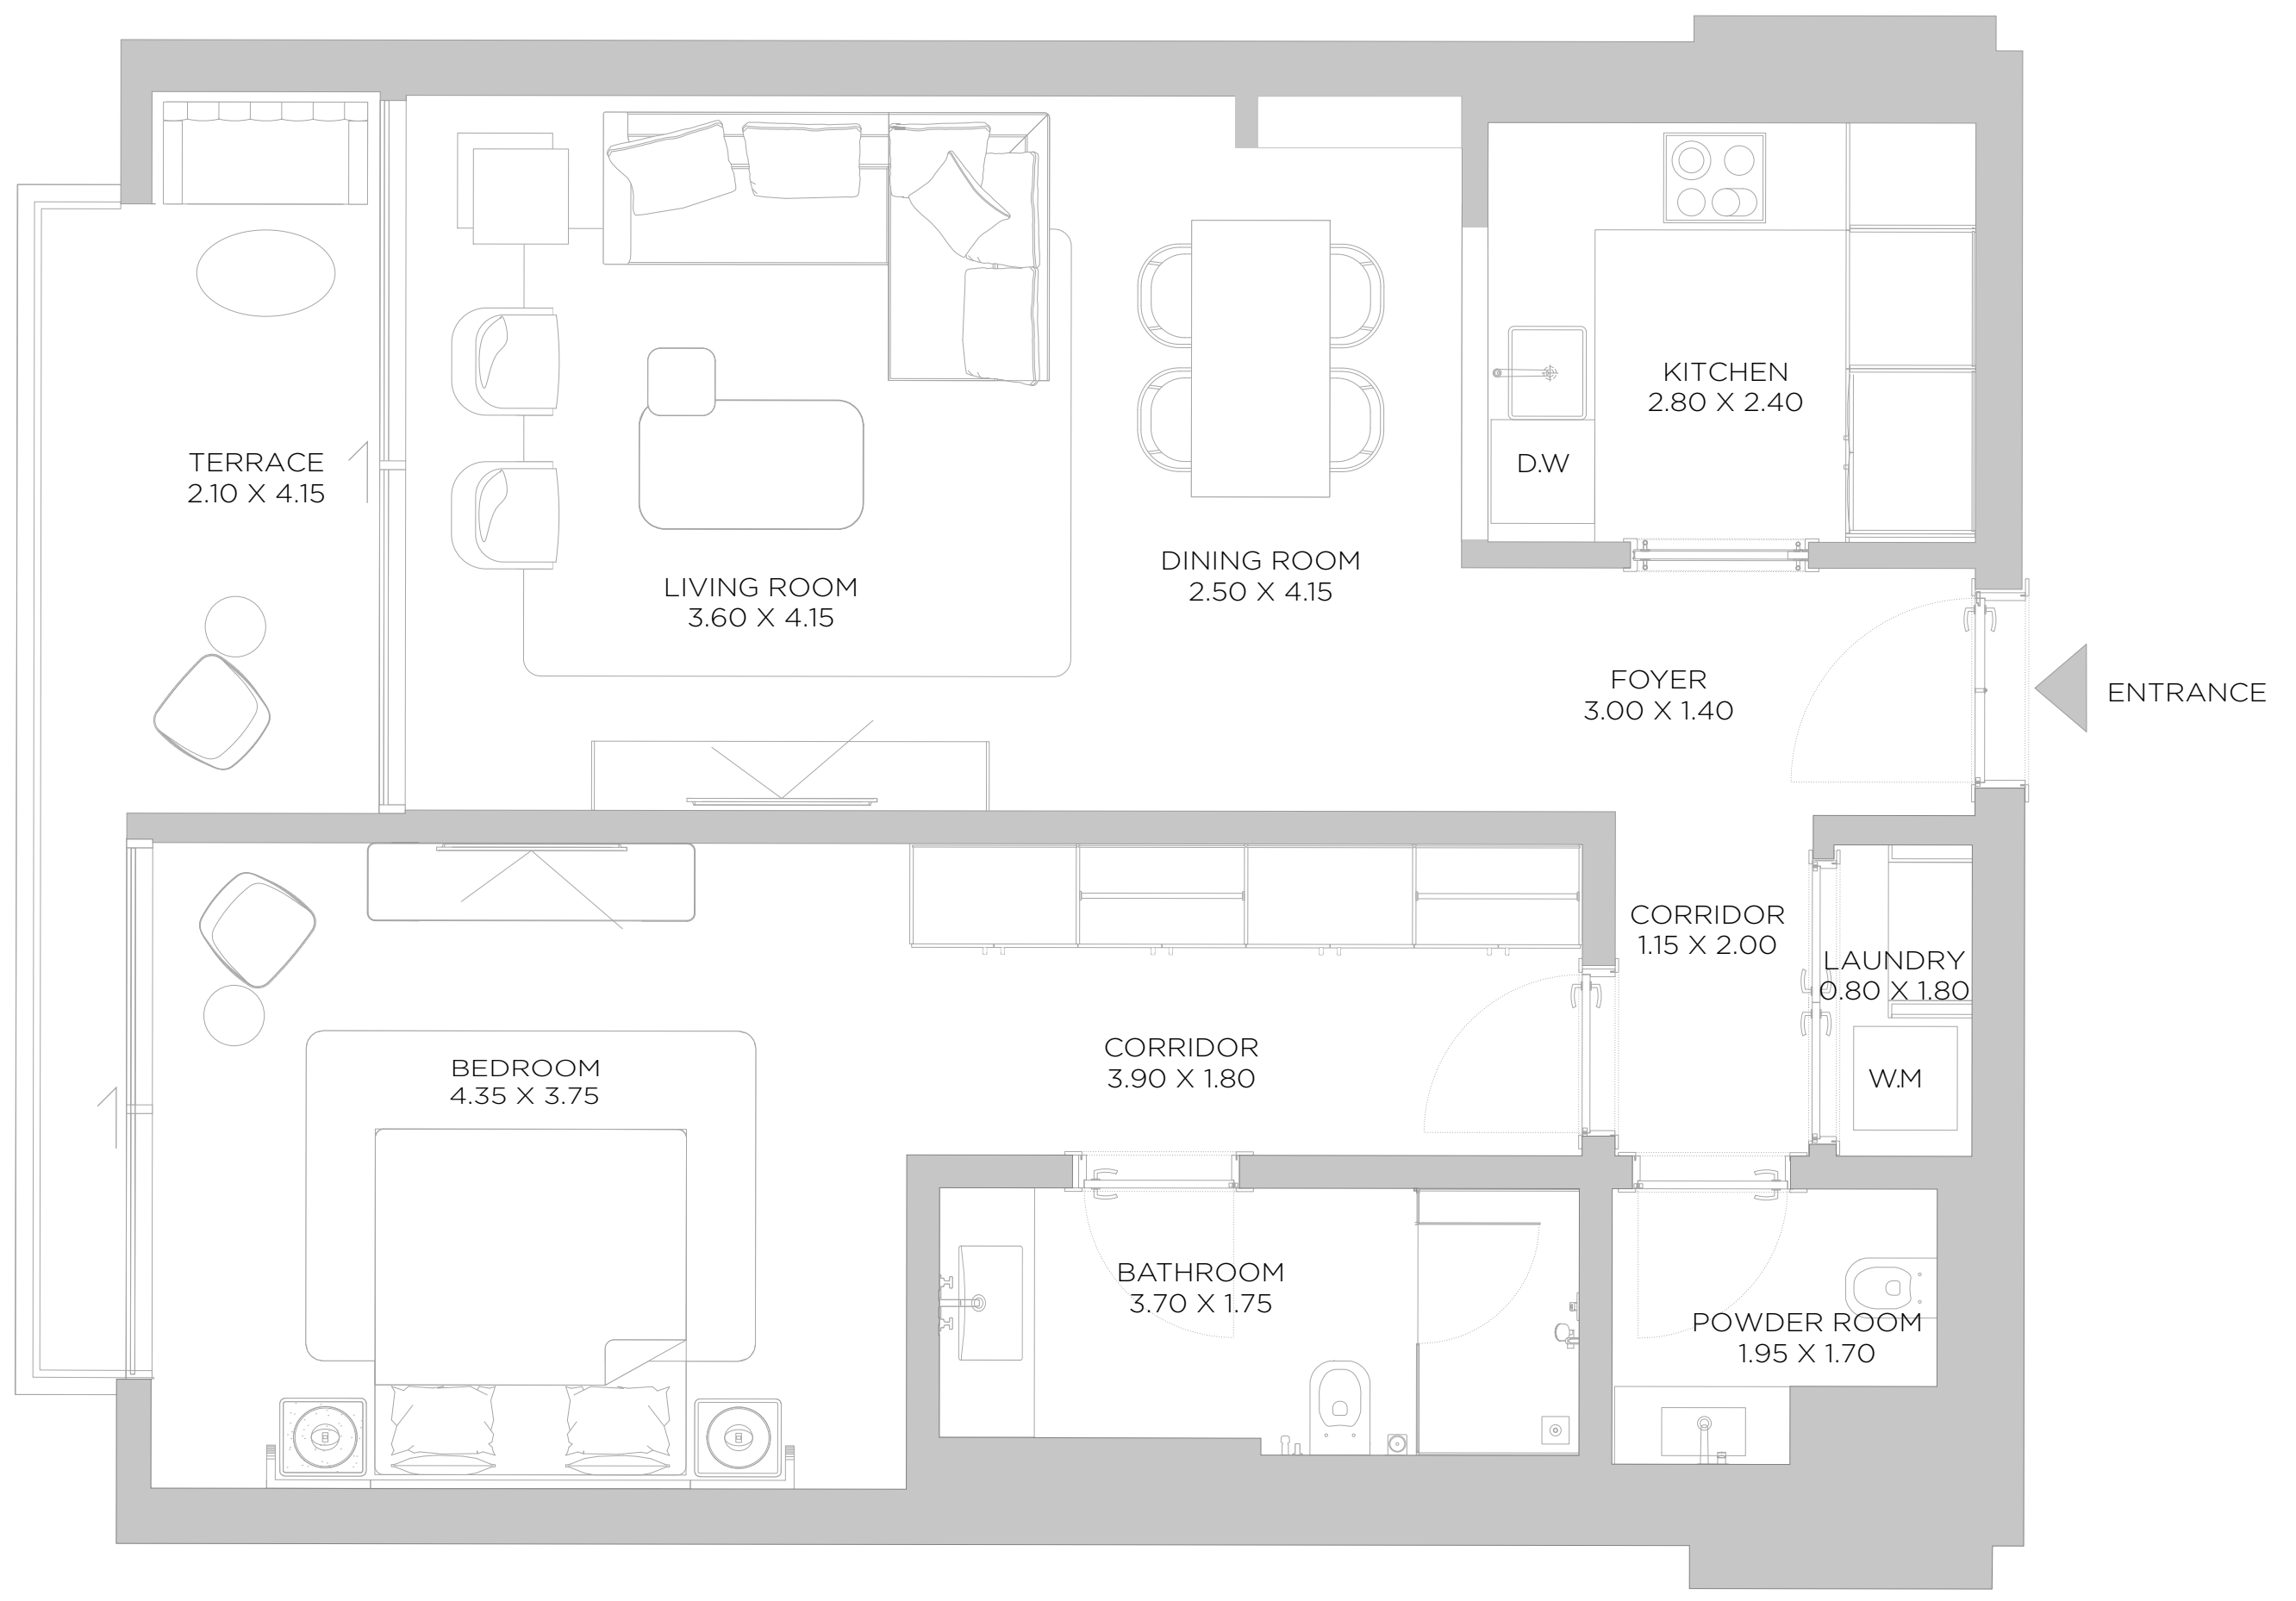 KITCHEN
2.80 X 2.40
D.W
TERRACE
2.10 X 4.15
DINING ROOM
2.50 X 4.15
LIVING ROOM
3.60 X 4.15
FOYER
3.00 X 1.40
ENTRANCE
CORRIDOR
1.15 X 2.00
LAUNDRY
0.80 X 1.80
CORRIDOR
3.90 X 1.80
BEDROOM
4.35 X 3.75
W.M
BATHROOM
3.70 X 1.75
POWDER ROOM
1.95 X 1.70